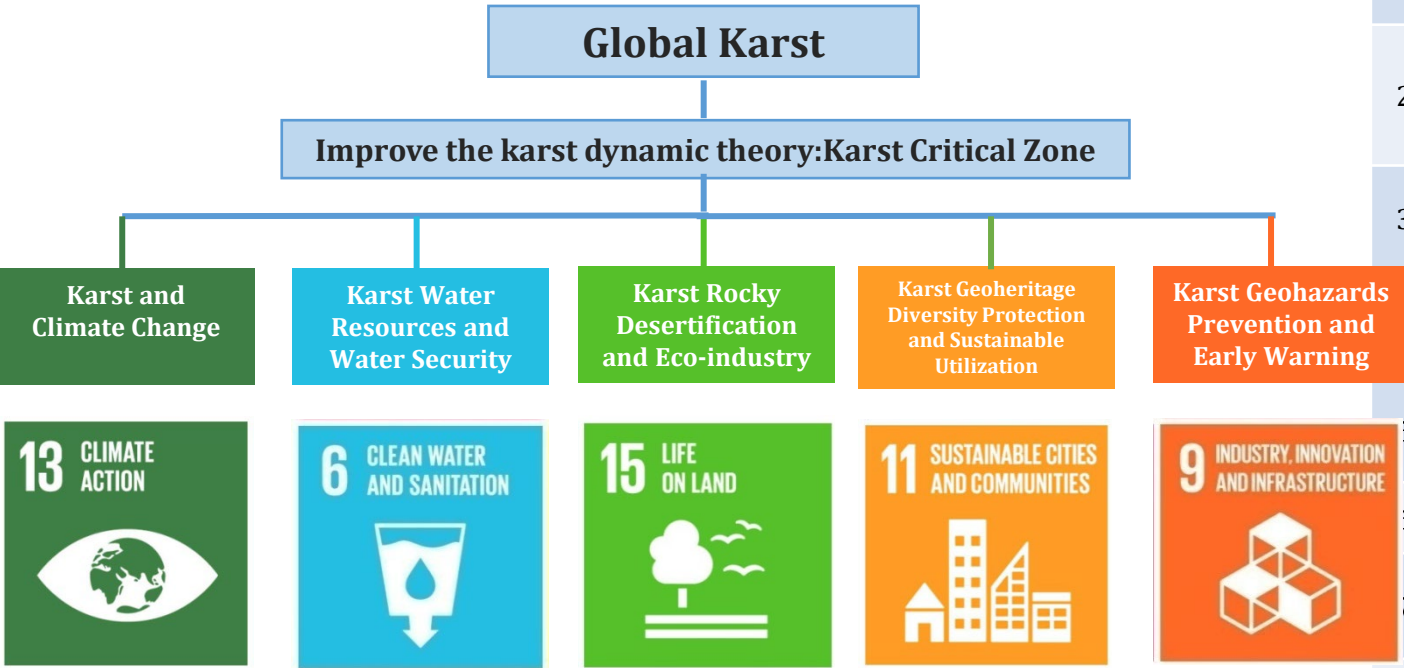 Global Karst
Improve the karst dynamic theory:Karst Critical Zone
Karst and
Climate Change
Karst Water
Resources and
Water Security
Karst Rocky
Desertification
and Eco-industry
Karst Geoheritage
Diversity Protection
and Sustainable
Utilization
Karst Geohazards
Prevention and
Early Warning
13 CLIMATE
ACTION
6 CLEAN WATER
AND SANITATION
15 LIFE
ON LAND
11 SUSTAINABLE CITIES
AND COMMUNITIES
9 INDUSTRY, INNOVATION
AND INFRASTRUCTURE